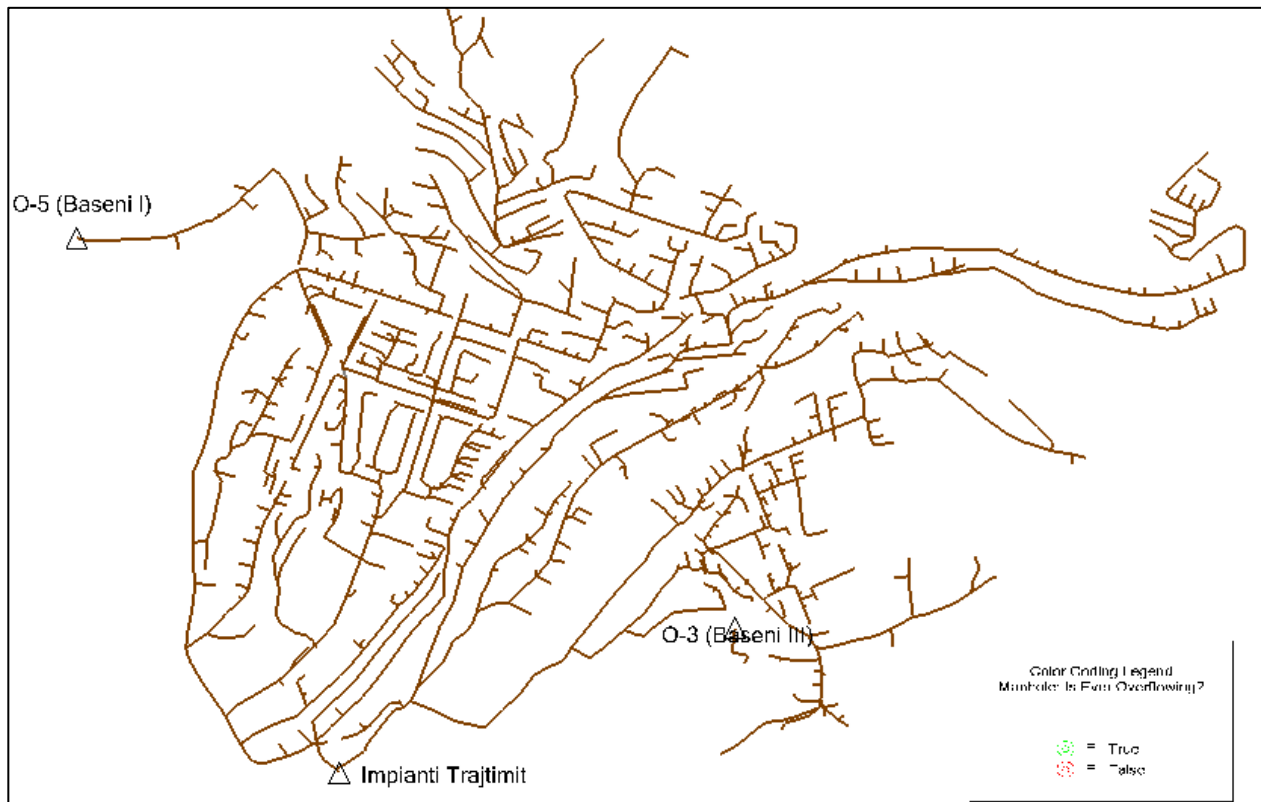 O-5 (Baseni I)
O-3 (Baseni III)
Impianti Trajtimit
Color Coding Legend
Manhole: Is Ever Overflowing?
= True
= False